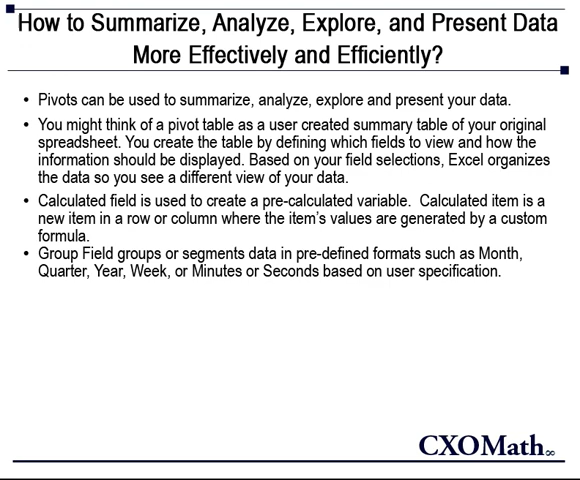 How to Summarize, Analyze, Explore, and Present Data
More Effectively and Efficiently?
• Pivots can be used to summarize, analyze, explore and present your data.
• You might think of a pivot table as a user created summary table of your original
spreadsheet. You create the table by defining which fields to view and how the
information should be displayed. Based on your field selections, Excel organizes
the data so you see a different view of your data.
• Calculated field is used to create a pre-calculated variable.  Calculated item is a
new item in a row or column where the item's values are generated by a custom
formula.
• Group Field groups or segments data in pre-defined formats such as Month,
Quarter, Year, Week, or Minutes or Seconds based on user specification.
CXOMath∞